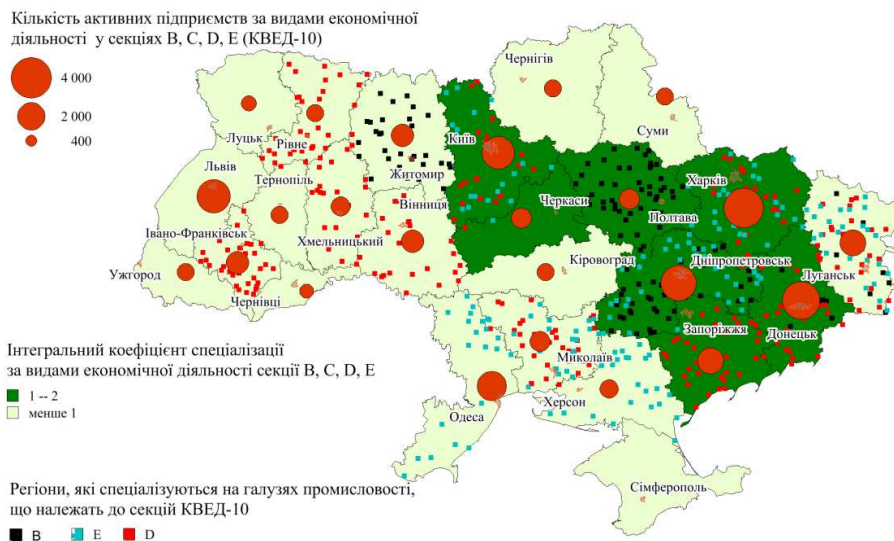 Кількість активних підприємств за видами економічної
діяльності у секціях B, C, D, E (КВЕД-10)
4 000
2 000
400
Чернігів
Суми
Луцьк
Рівне
Київ
Житомир
Львів
Харків
Тернопіль
Черкаси
Вінниця
Полтава
Івано-Франківськ
Хмельницький
Кіровоград
Дніпропетровськ
Луганськ
Ужгород
Чернівці
Запоріжжя
Донецьк
Миколаїв
Херсон
Одеса
Сімферополь
Інтегральний коефіцієнт спеціалізації
за видами економічної діяльності секції B, C, D, E
1 -- 2
менше 1
Регіони, які спеціалізуються на галузях промисловості,
що належать до секцій КВЕД-10
B E D